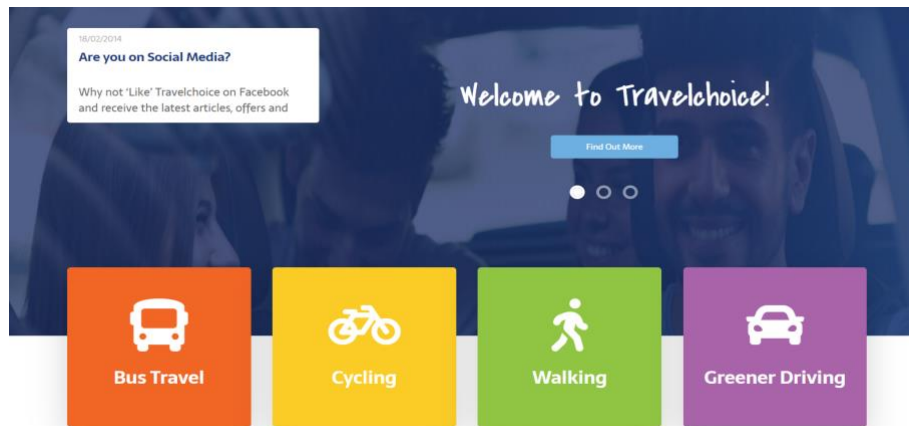 18/02/2014
Are you on Social Media?
Why not 'Like' Travelchoice on Facebook
and receive the latest articles, offers and
Welcome to Travelchoice!
Find Out More
Bus Travel
Cycling
Walking
Greener Driving